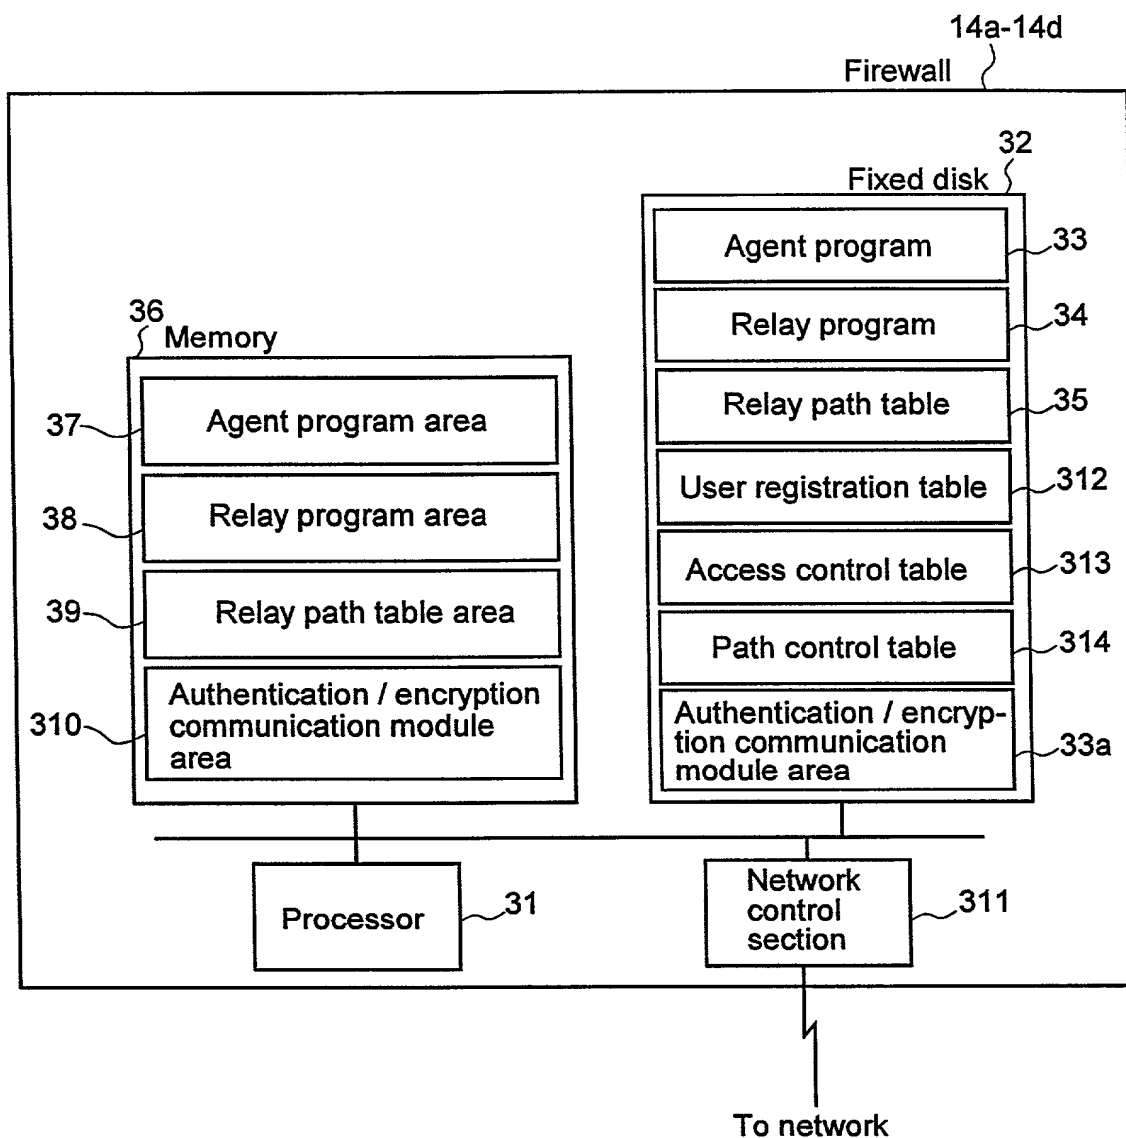 14a-14d
Firewall
32
Fixed disk
Agent program
33
Relay program
34
Relay path table
35
User registration table
312
Access control table
313
Path control table
314
Authentication / encryp-
tion communication
module area
33a
36
Memory
37
Agent program area
38
Relay program area
39
Relay path table area
310
Authentication / encryption
communication module
area
Processor
31
Network
control
section
311
To network